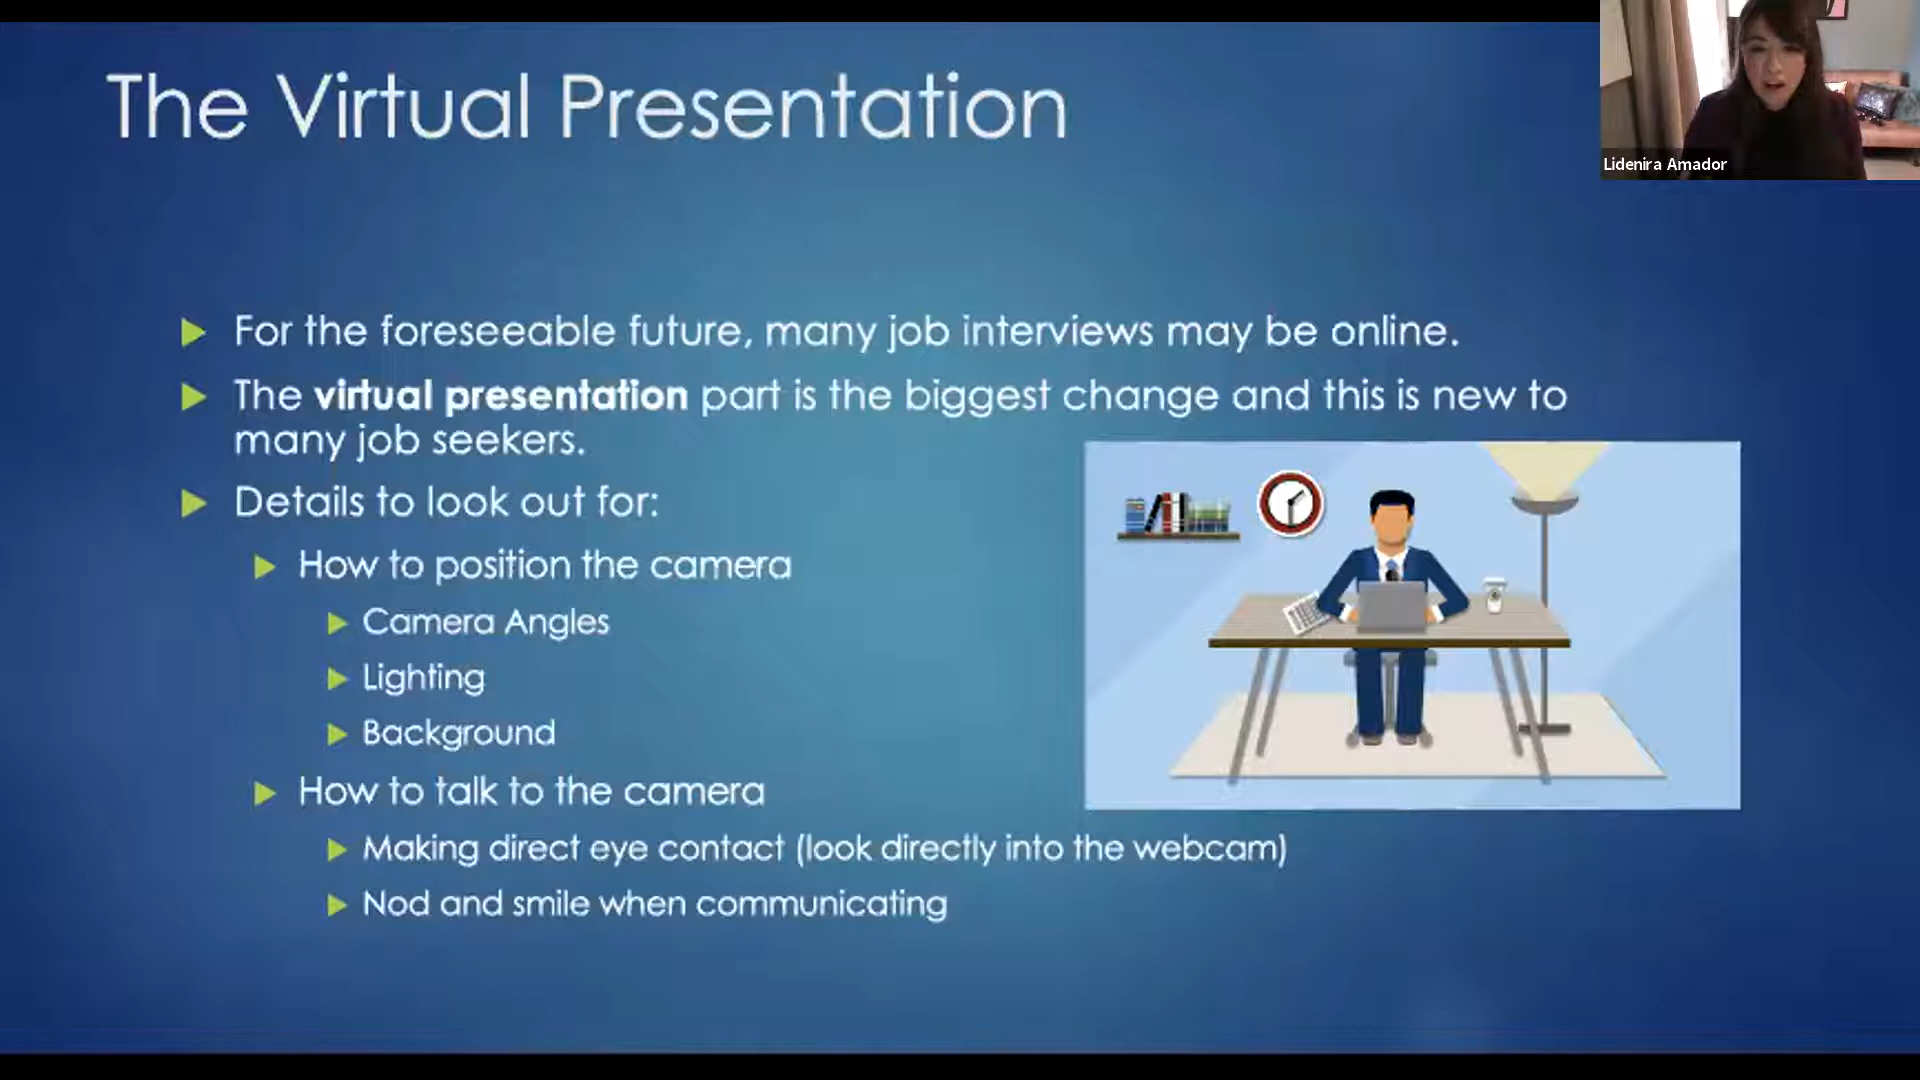 The Virtual Presentation
Lidenira Amador
For the foreseeable future, many job interviews may be online.
The virtual presentation part is the biggest change and this is new to
many job seekers.
Details to look out for:
How to position the camera
Camera Angles
Lighting
Background
How to talk to the camera
Making direct eye contact (look directly into the webcam)
Nod and smile when communicating